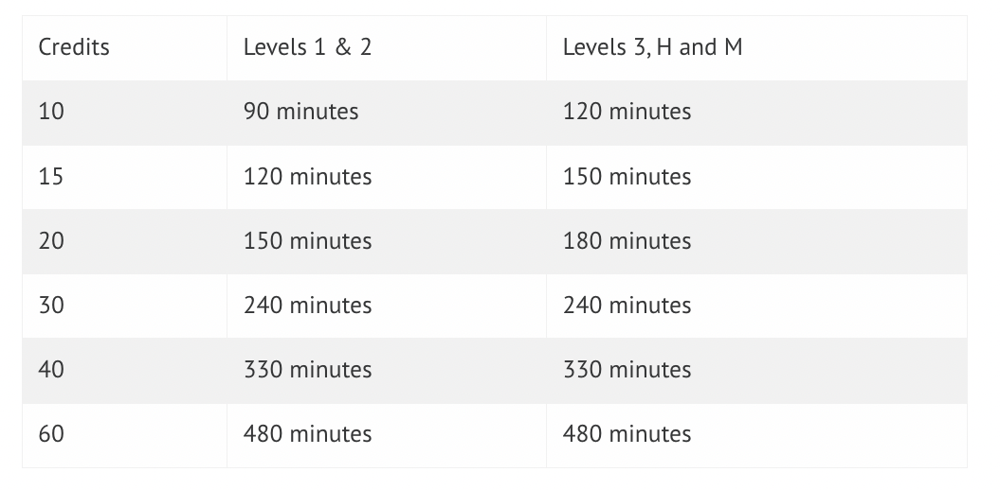 Credits Levels 1 & 2 Levels 3, H and M
10 90 minutes 120 minutes
15 120 minutes 150 minutes
20 150 minutes 180 minutes
30 240 minutes 240 minutes
40 330 minutes 330 minutes
60 480 minutes 480 minutes